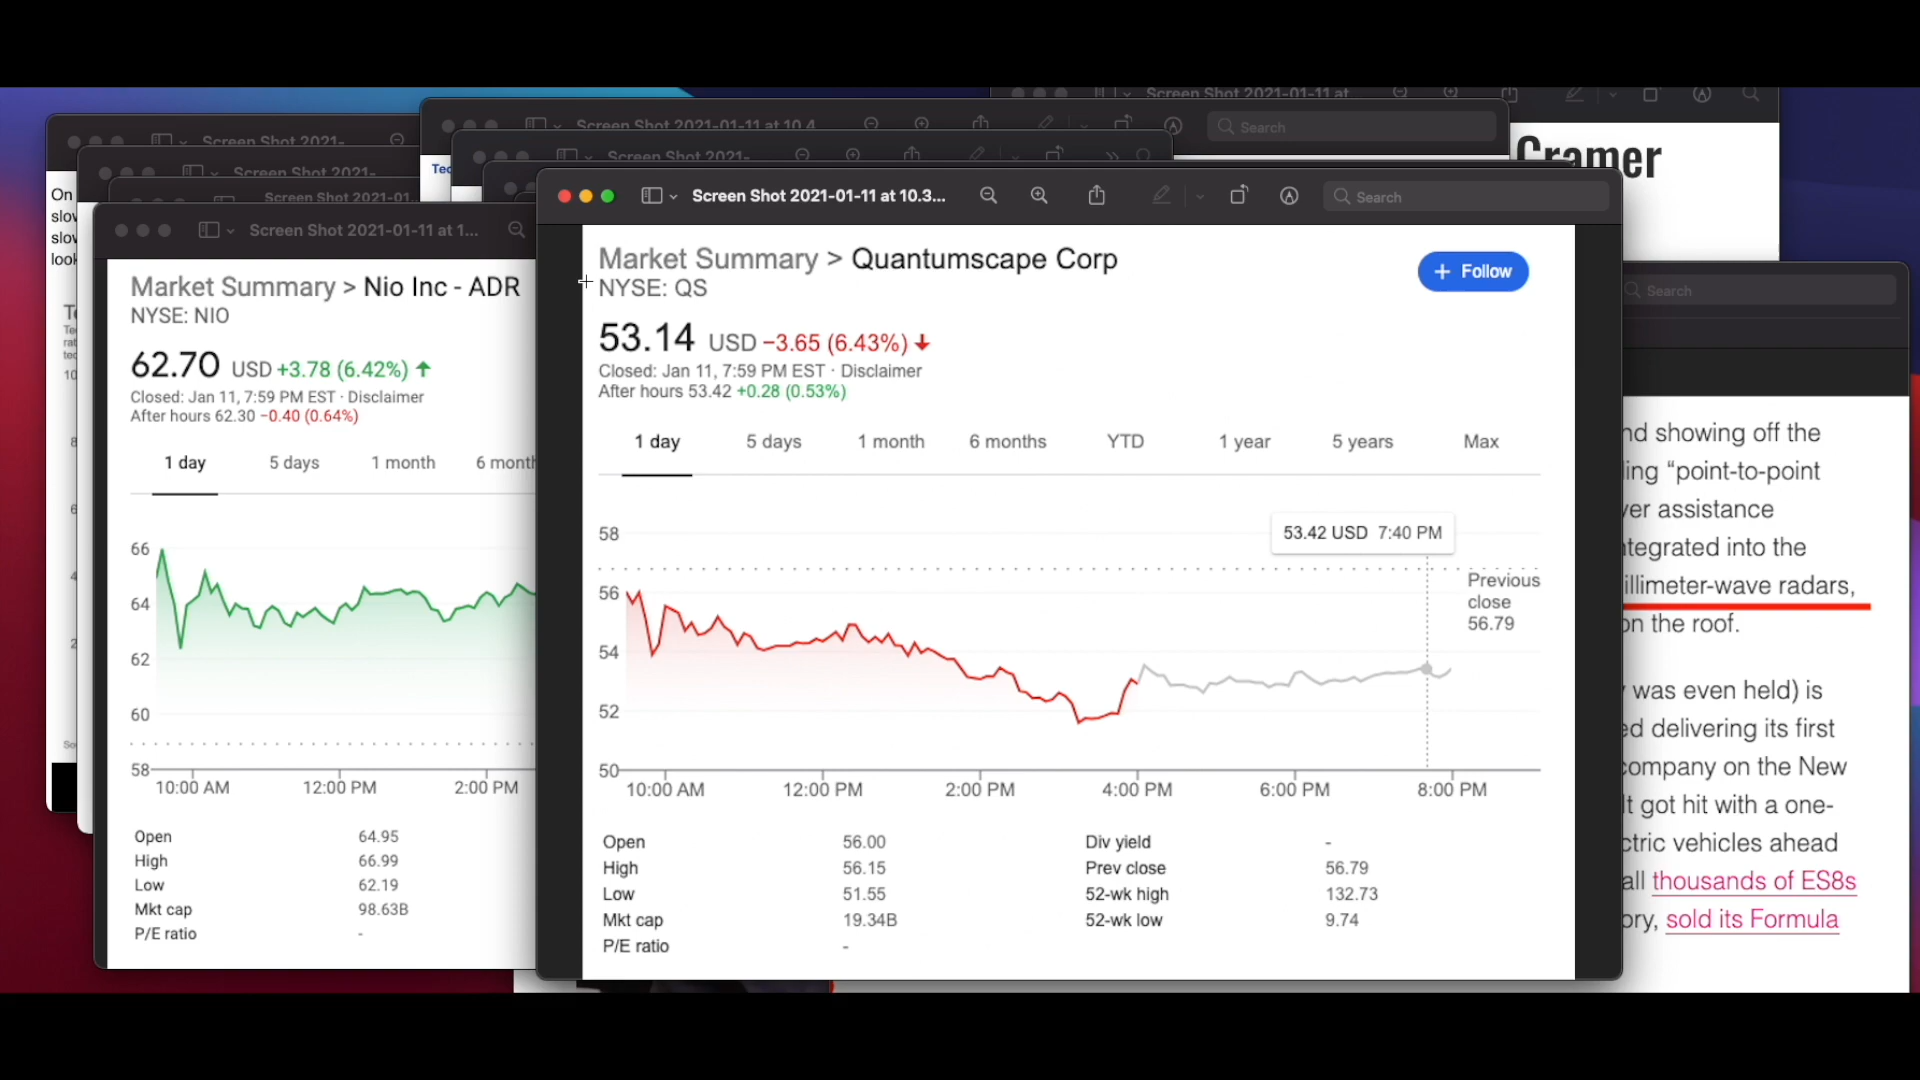 Screen Shot 2021-01-11 at
Screen Shot 2021-01-11 at 10.4
Search
Screen Shot 2021-
Screen Shot 2021-
Screen Shot 2021-
Screen Shot 2021-01-11
Cramer
Tec
On
slow
slow
look
Screen Shot 2021-01-11 at 10.3...
Search
Screen Shot 2021-01-11 at 1...
Market Summary > Nio Inc - ADR
NYSE: NIO
62.70 USD +3.78 (6.42%)
Closed: Jan 11, 7:59 PM EST · Disclaimer
After hours 62.30 −0.40 (0.64%)
1 day 5 days 1 month 6 month
66
64
62
60
58
10:00 AM 12:00 PM 2:00 PM
Open 64.95
High 66.99
Low 62.19
Mkt cap 98.63B
P/E ratio -
Market Summary > Quantumscape Corp
NYSE: QS
+ Follow
53.14 USD −3.65 (6.43%)
Closed: Jan 11, 7:59 PM EST · Disclaimer
After hours 53.42 +0.28 (0.53%)
1 day 5 days 1 month 6 months YTD 1 year 5 years Max
53.42 USD 7:40 PM
58
56
54
52
50
Previous
close
56.79
10:00 AM 12:00 PM 2:00 PM 4:00 PM 6:00 PM 8:00 PM
Open 56.00 Div yield -
High 56.15 Prev close 56.79
Low 51.55 52-wk high 132.73
Mkt cap 19.34B 52-wk low 9.74
P/E ratio -
Search
nd showing off the
ling “point-to-point
ver assistance
ntegrated into the
illimeter-wave radars,
on the roof.
was even held) is
ed delivering its first
company on the New
It got hit with a one-
ctric vehicles ahead
all thousands of ES8s
ory, sold its Formula